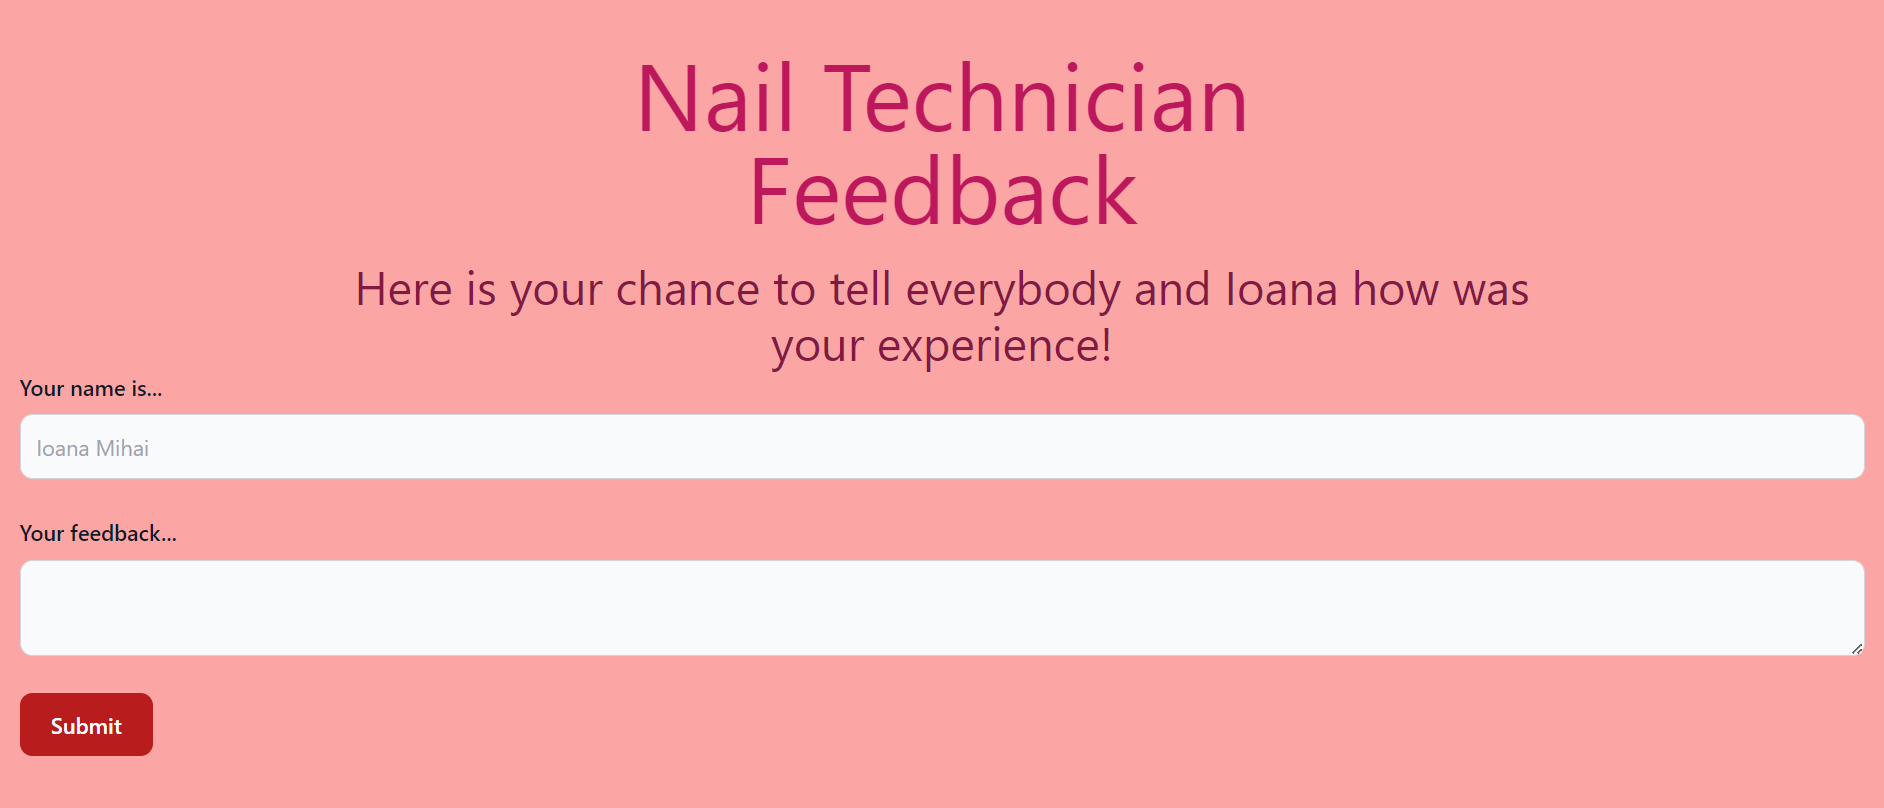 Nail Technician
Feedback
Here is your chance to tell everybody and Ioana how was
your experience!
Your name is...
Ioana Mihai
Your feedback...
Submit